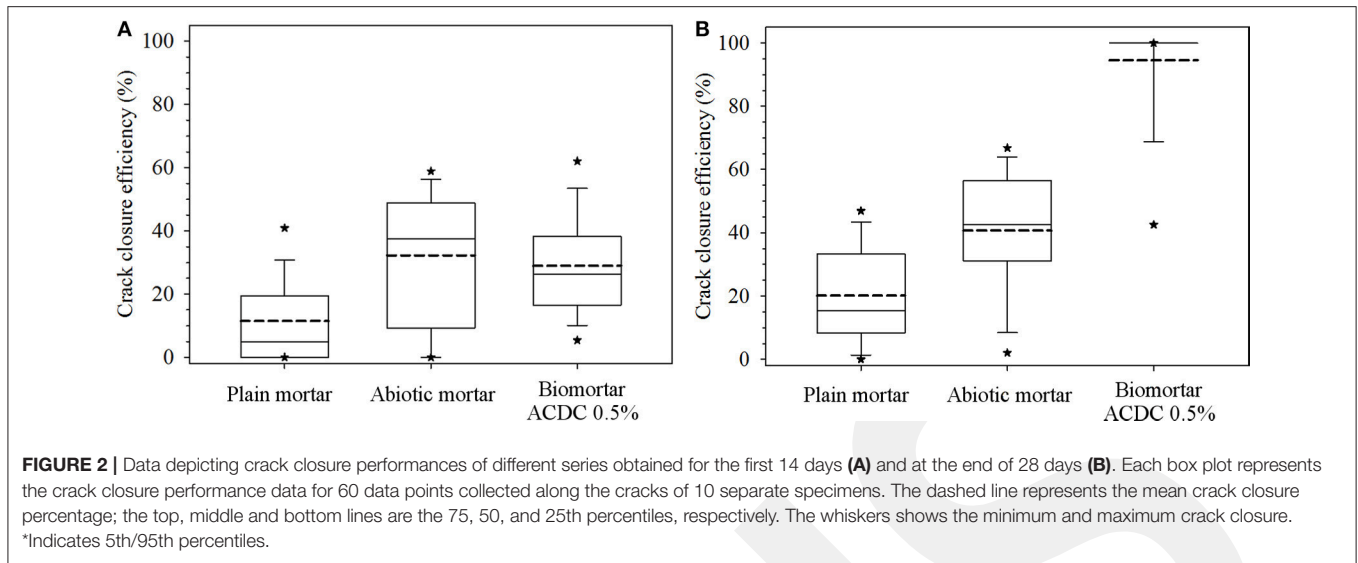 A
100
80
60
40
20
0
Crack closure efficiency (%)
Plain mortar
Abiotic mortar
Biomortar
ACDC 0.5%
B
100
80
60
40
20
0
Crack closure efficiency (%)
Plain mortar
Abiotic mortar
Biomortar
ACDC 0.5%
FIGURE 2 | Data depicting crack closure performances of different series obtained for the first 14 days (A) and at the end of 28 days (B). Each box plot represents
the crack closure performance data for 60 data points collected along the cracks of 10 separate specimens. The dashed line represents the mean crack closure
percentage; the top, middle and bottom lines are the 75, 50, and 25th percentiles, respectively. The whiskers shows the minimum and maximum crack closure.
*Indicates 5th/95th percentiles.